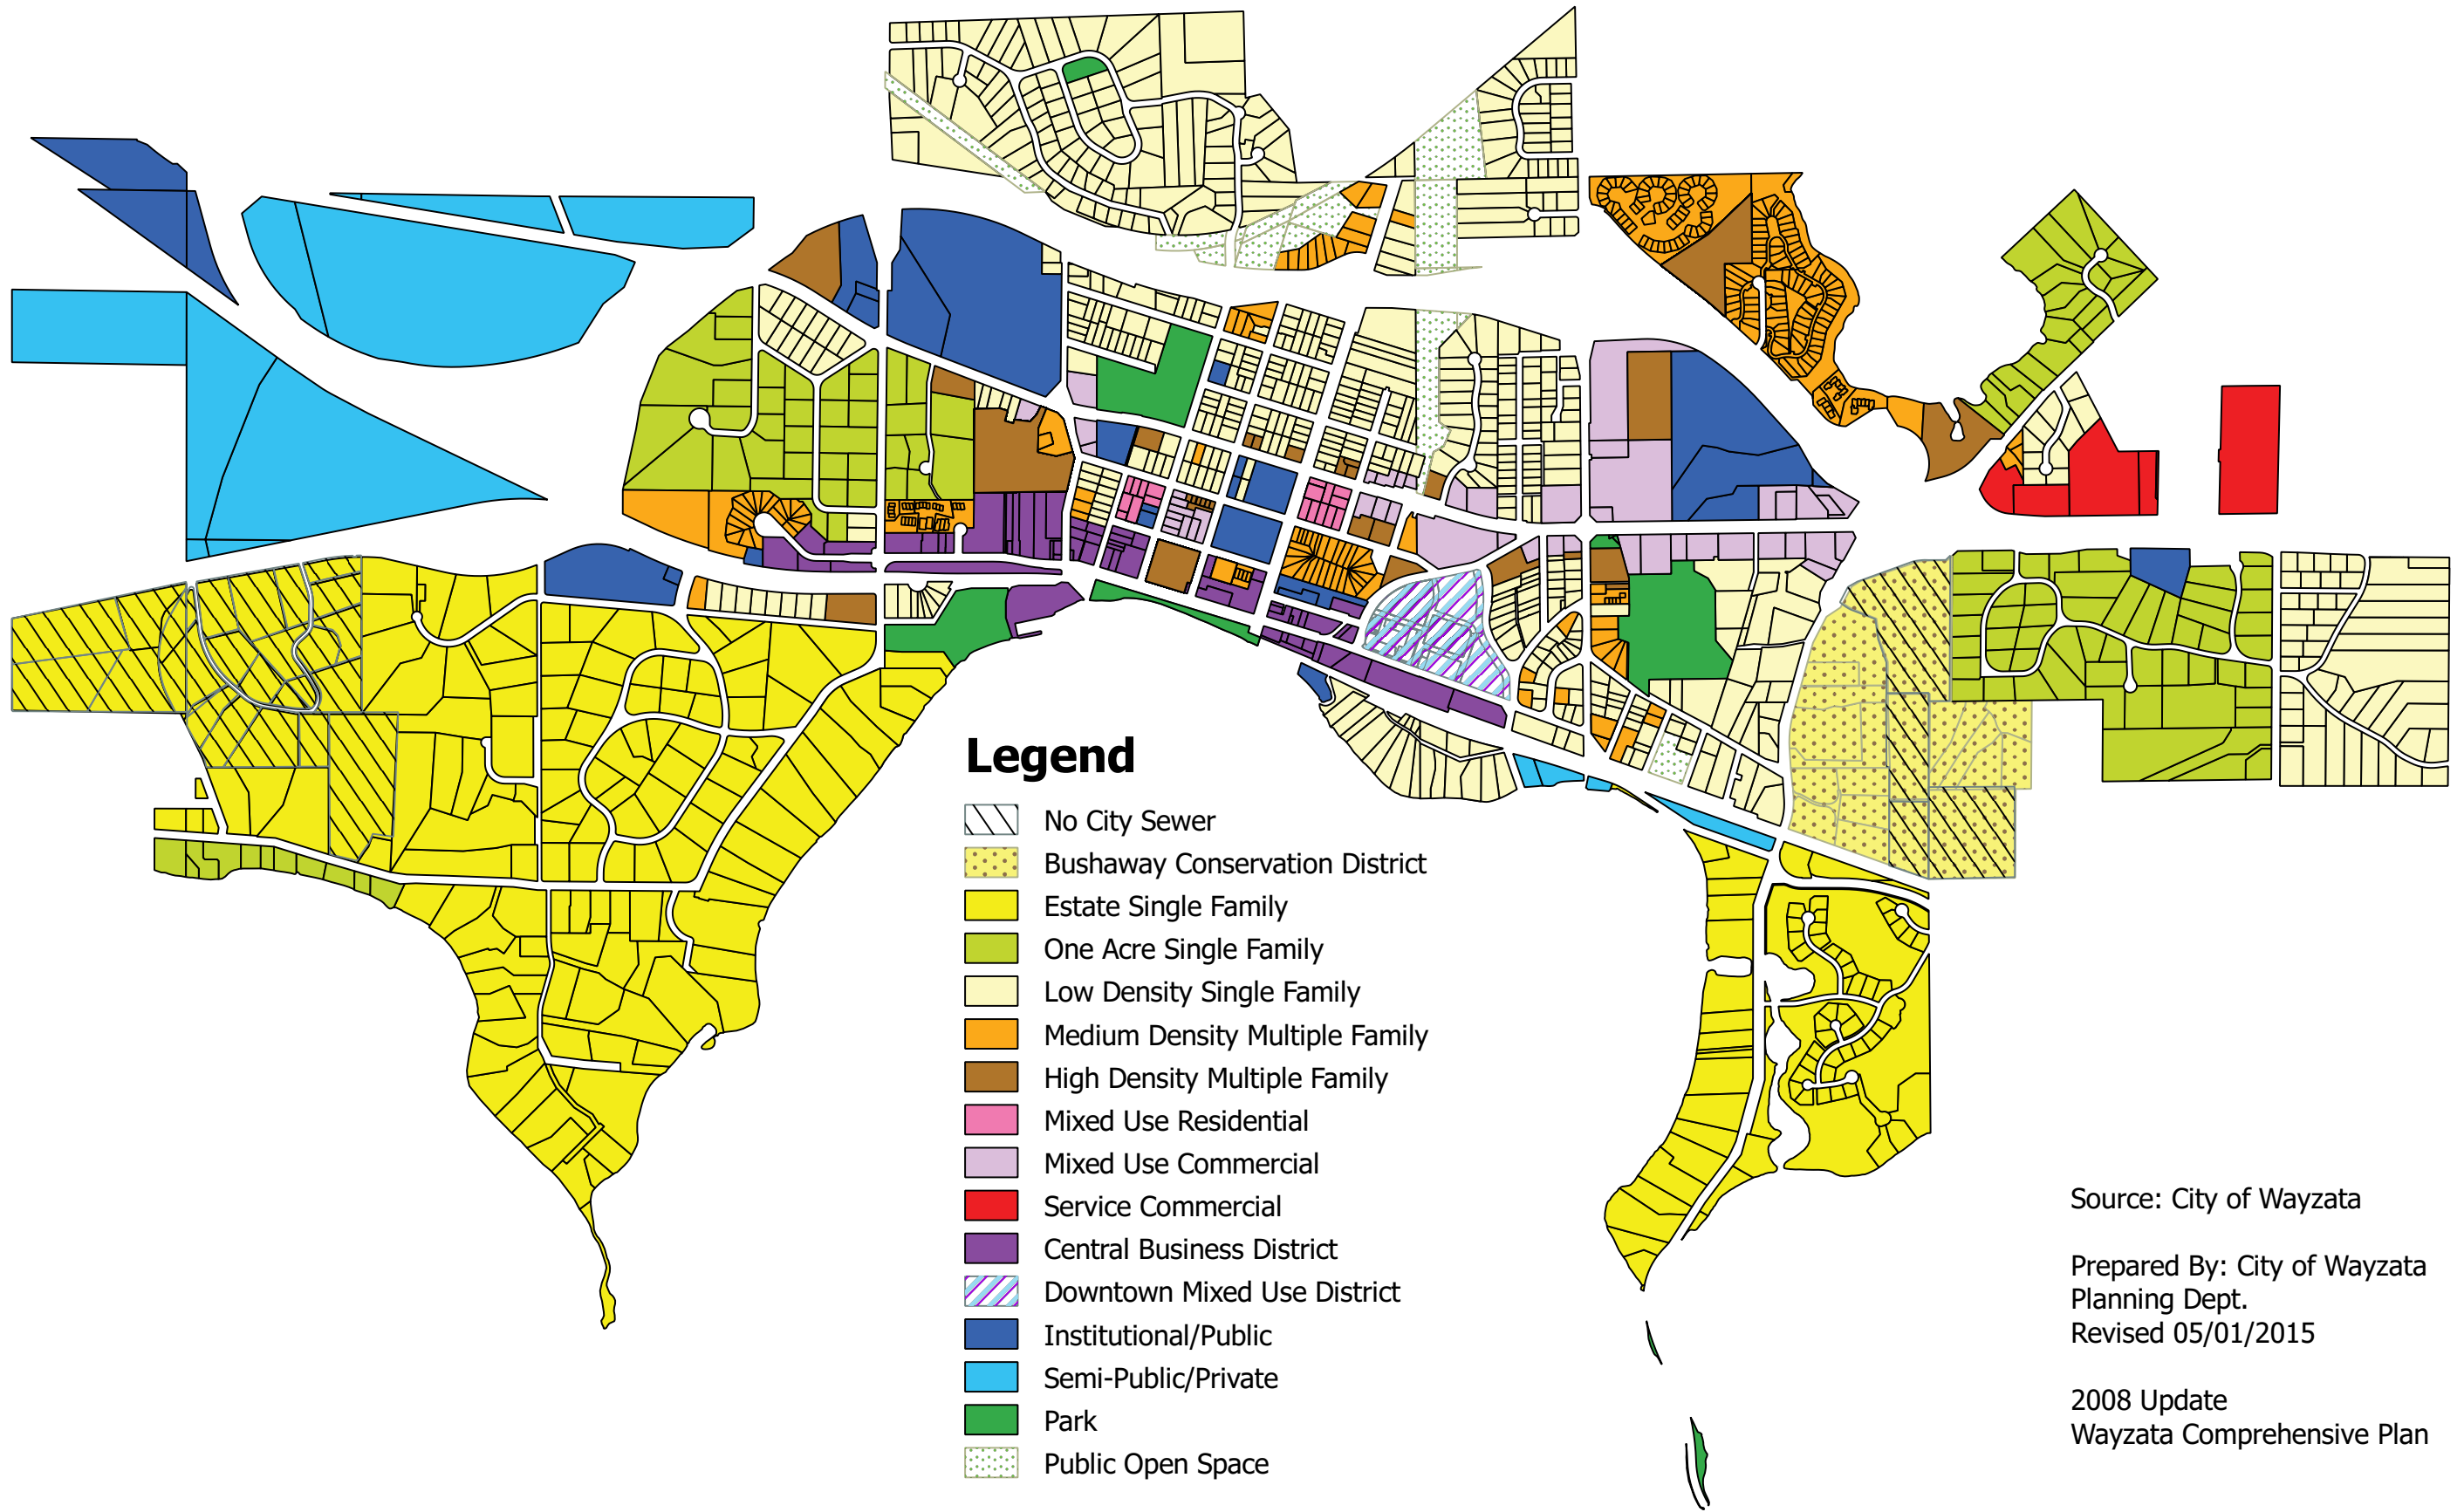 Legend
No City Sewer
Bushaway Conservation District
Estate Single Family
One Acre Single Family
Low Density Single Family
Medium Density Multiple Family
High Density Multiple Family
Mixed Use Residential
Mixed Use Commercial
Service Commercial
Central Business District
Downtown Mixed Use District
Institutional/Public
Semi-Public/Private
Park
Public Open Space
Source: City of Wayzata
Prepared By: City of Wayzata
Planning Dept.
Revised 05/01/2015
2008 Update
Wayzata Comprehensive Plan